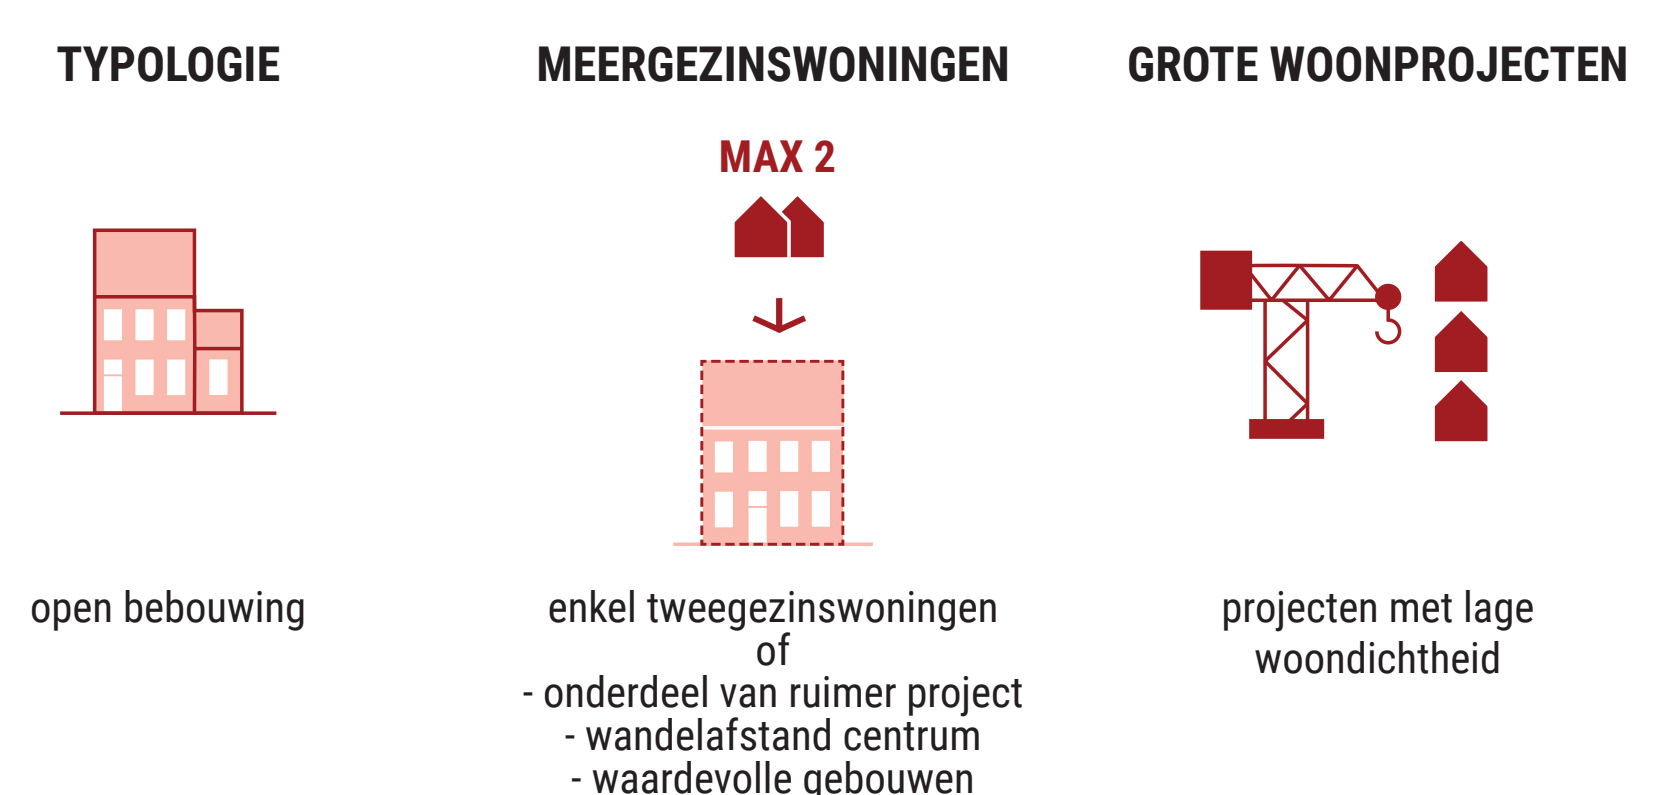 TYPOLOGIE
open bebouwing
MEERGEZINSWONINGEN
MAX 2
enkel tweegezinswoningen
of
- onderdeel van ruimer project
- wandelafstand centrum
- waardevolle gebouwen
GROTE WOONPROJECTEN
projecten met lage
woondichtheid